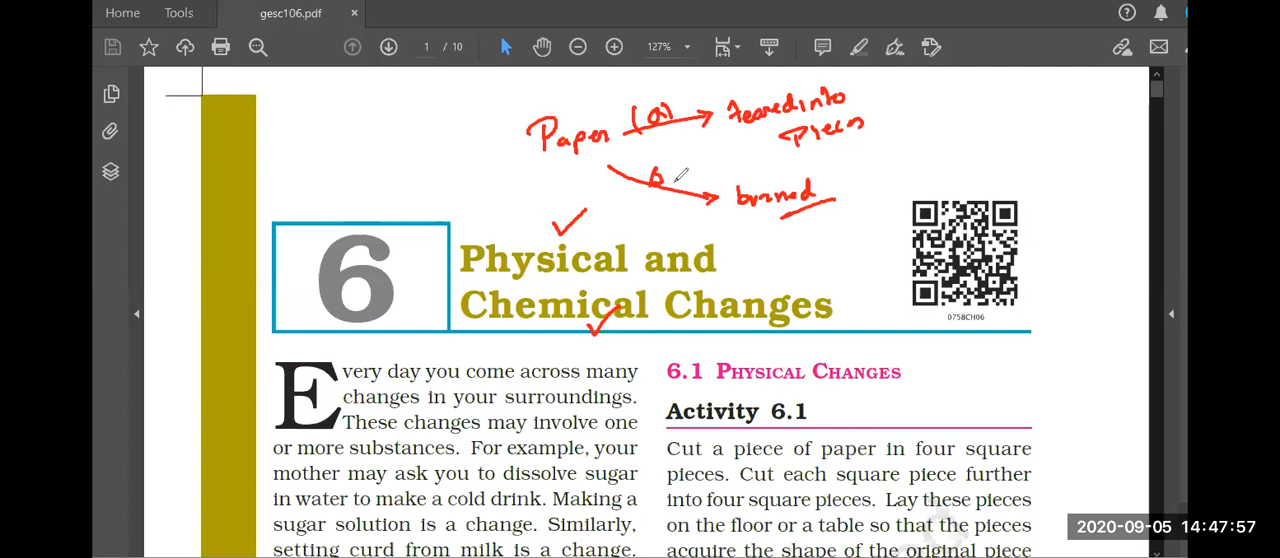 Home Tools gesc106.pdf ×
1 / 10 127%
Paper (a) teared into
pieces
b burned
6 Physical and
Chemical Changes
0758CH06
Every day you come across many
changes in your surroundings.
These changes may involve one
or more substances. For example, your
mother may ask you to dissolve sugar
in water to make a cold drink. Making a
sugar solution is a change. Similarly,
setting curd from milk is a change.
6.1 PHYSICAL CHANGES
Activity 6.1
Cut a piece of paper in four square
pieces. Cut each square piece further
into four square pieces. Lay these pieces
on the floor or a table so that the pieces
acquire the shape of the original piece
2020-09-05 14:47:57